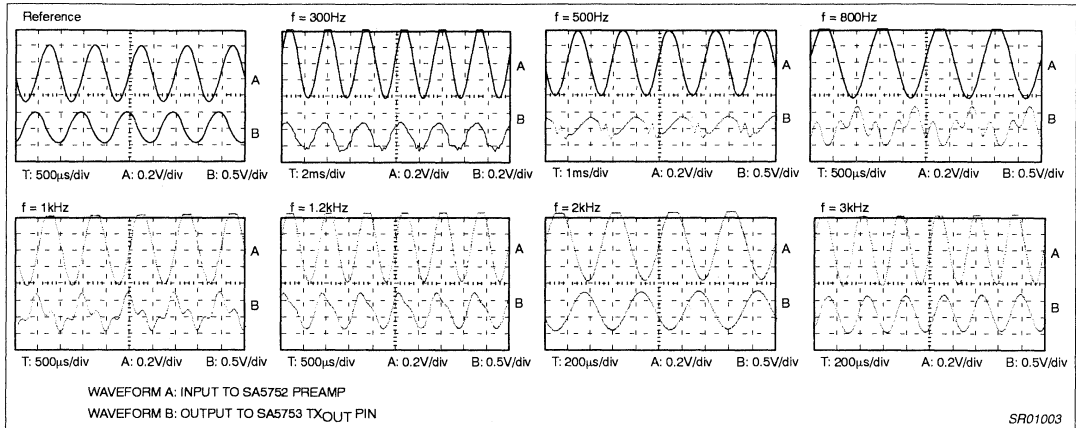 Reference
f = 300Hz
f = 500Hz
f = 800Hz
A
A
A
A
B
B
B
B
T: 500µs/div A: 0.2V/div B: 0.5V/div
T: 2ms/div A: 0.2V/div B: 0.2V/div
T: 1ms/div A: 0.2V/div B: 0.5V/div
T: 500µs/div A: 0.2V/div B: 0.5V/div
f = 1kHz
f = 1.2kHz
f = 2kHz
f = 3kHz
A
A
A
A
B
B
B
B
T: 500µs/div A: 0.2V/div B: 0.5V/div
T: 500µs/div A: 0.2V/div B: 0.5V/div
T: 200µs/div A: 0.2V/div B: 0.5V/div
T: 200µs/div A: 0.2V/div B: 0.5V/div
WAVEFORM A: INPUT TO SA5752 PREAMP
WAVEFORM B: OUTPUT TO SA5753 TXOUT PIN
SR01003